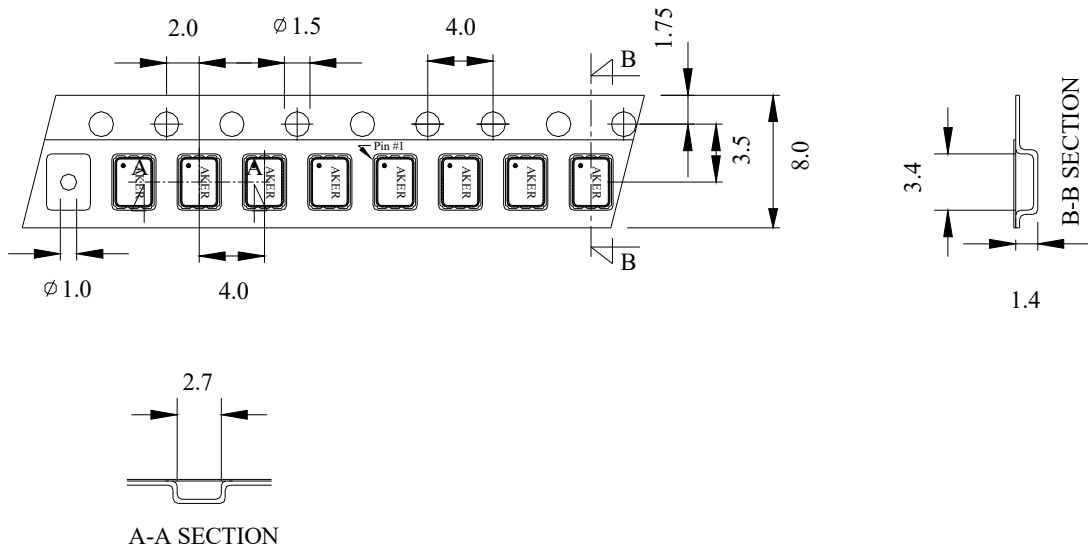 2.0
⌀1.5
4.0
1.75
B
Pin #1
A
A
AKER
AKER
AKER
AKER
AKER
AKER
AKER
AKER
3.5
8.0
B
⌀1.0
4.0
3.4
B-B SECTION
1.4
2.7
A-A SECTION